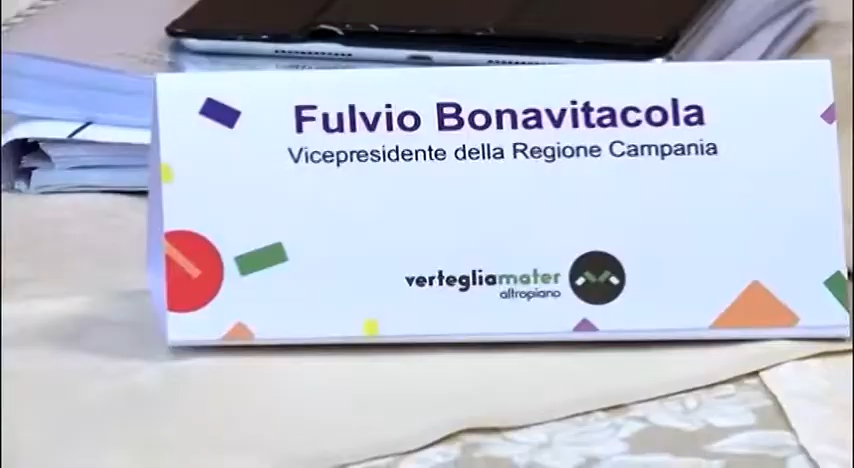 Fulvio Bonavitacola
Vicepresidente della Regione Campania
vertegliamater
altropiano